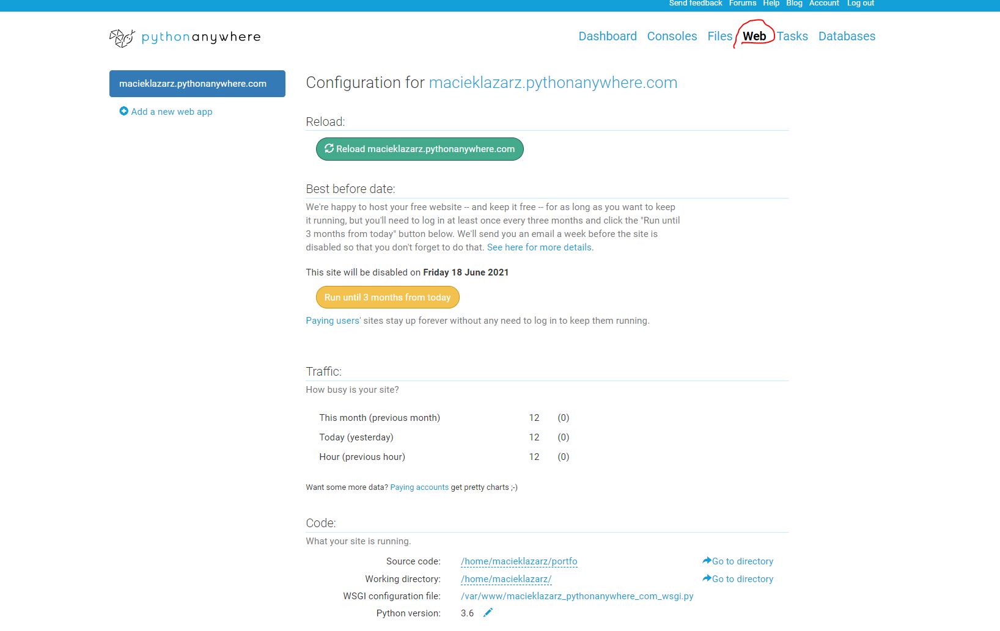 Send feedback Forums Help Blog Account Log out
pythonanywhere
Dashboard Consoles Files Web Tasks Databases
macieklazarz.pythonanywhere.com
Add a new web app
Configuration for macieklazarz.pythonanywhere.com
Reload:
Reload macieklazarz.pythonanywhere.com
Best before date:
We're happy to host your free website -- and keep it free -- for as long as you want to keep
it running, but you'll need to log in at least once every three months and click the "Run until
3 months from today" button below. We'll send you an email a week before the site is
disabled so that you don't forget to do that. See here for more details.
This site will be disabled on Friday 18 June 2021
Run until 3 months from today
Paying users' sites stay up forever without any need to log in to keep them running.
Traffic:
How busy is your site?
This month (previous month) 12 (0)
Today (yesterday) 12 (0)
Hour (previous hour) 12 (0)
Want some more data? Paying accounts get pretty charts ;-)
Code:
What your site is running.
Source code: /home/macieklazarz/portfo Go to directory
Working directory: /home/macieklazarz/ Go to directory
WSGI configuration file: /var/www/macieklazarz_pythonanywhere_com_wsgi.py
Python version: 3.6